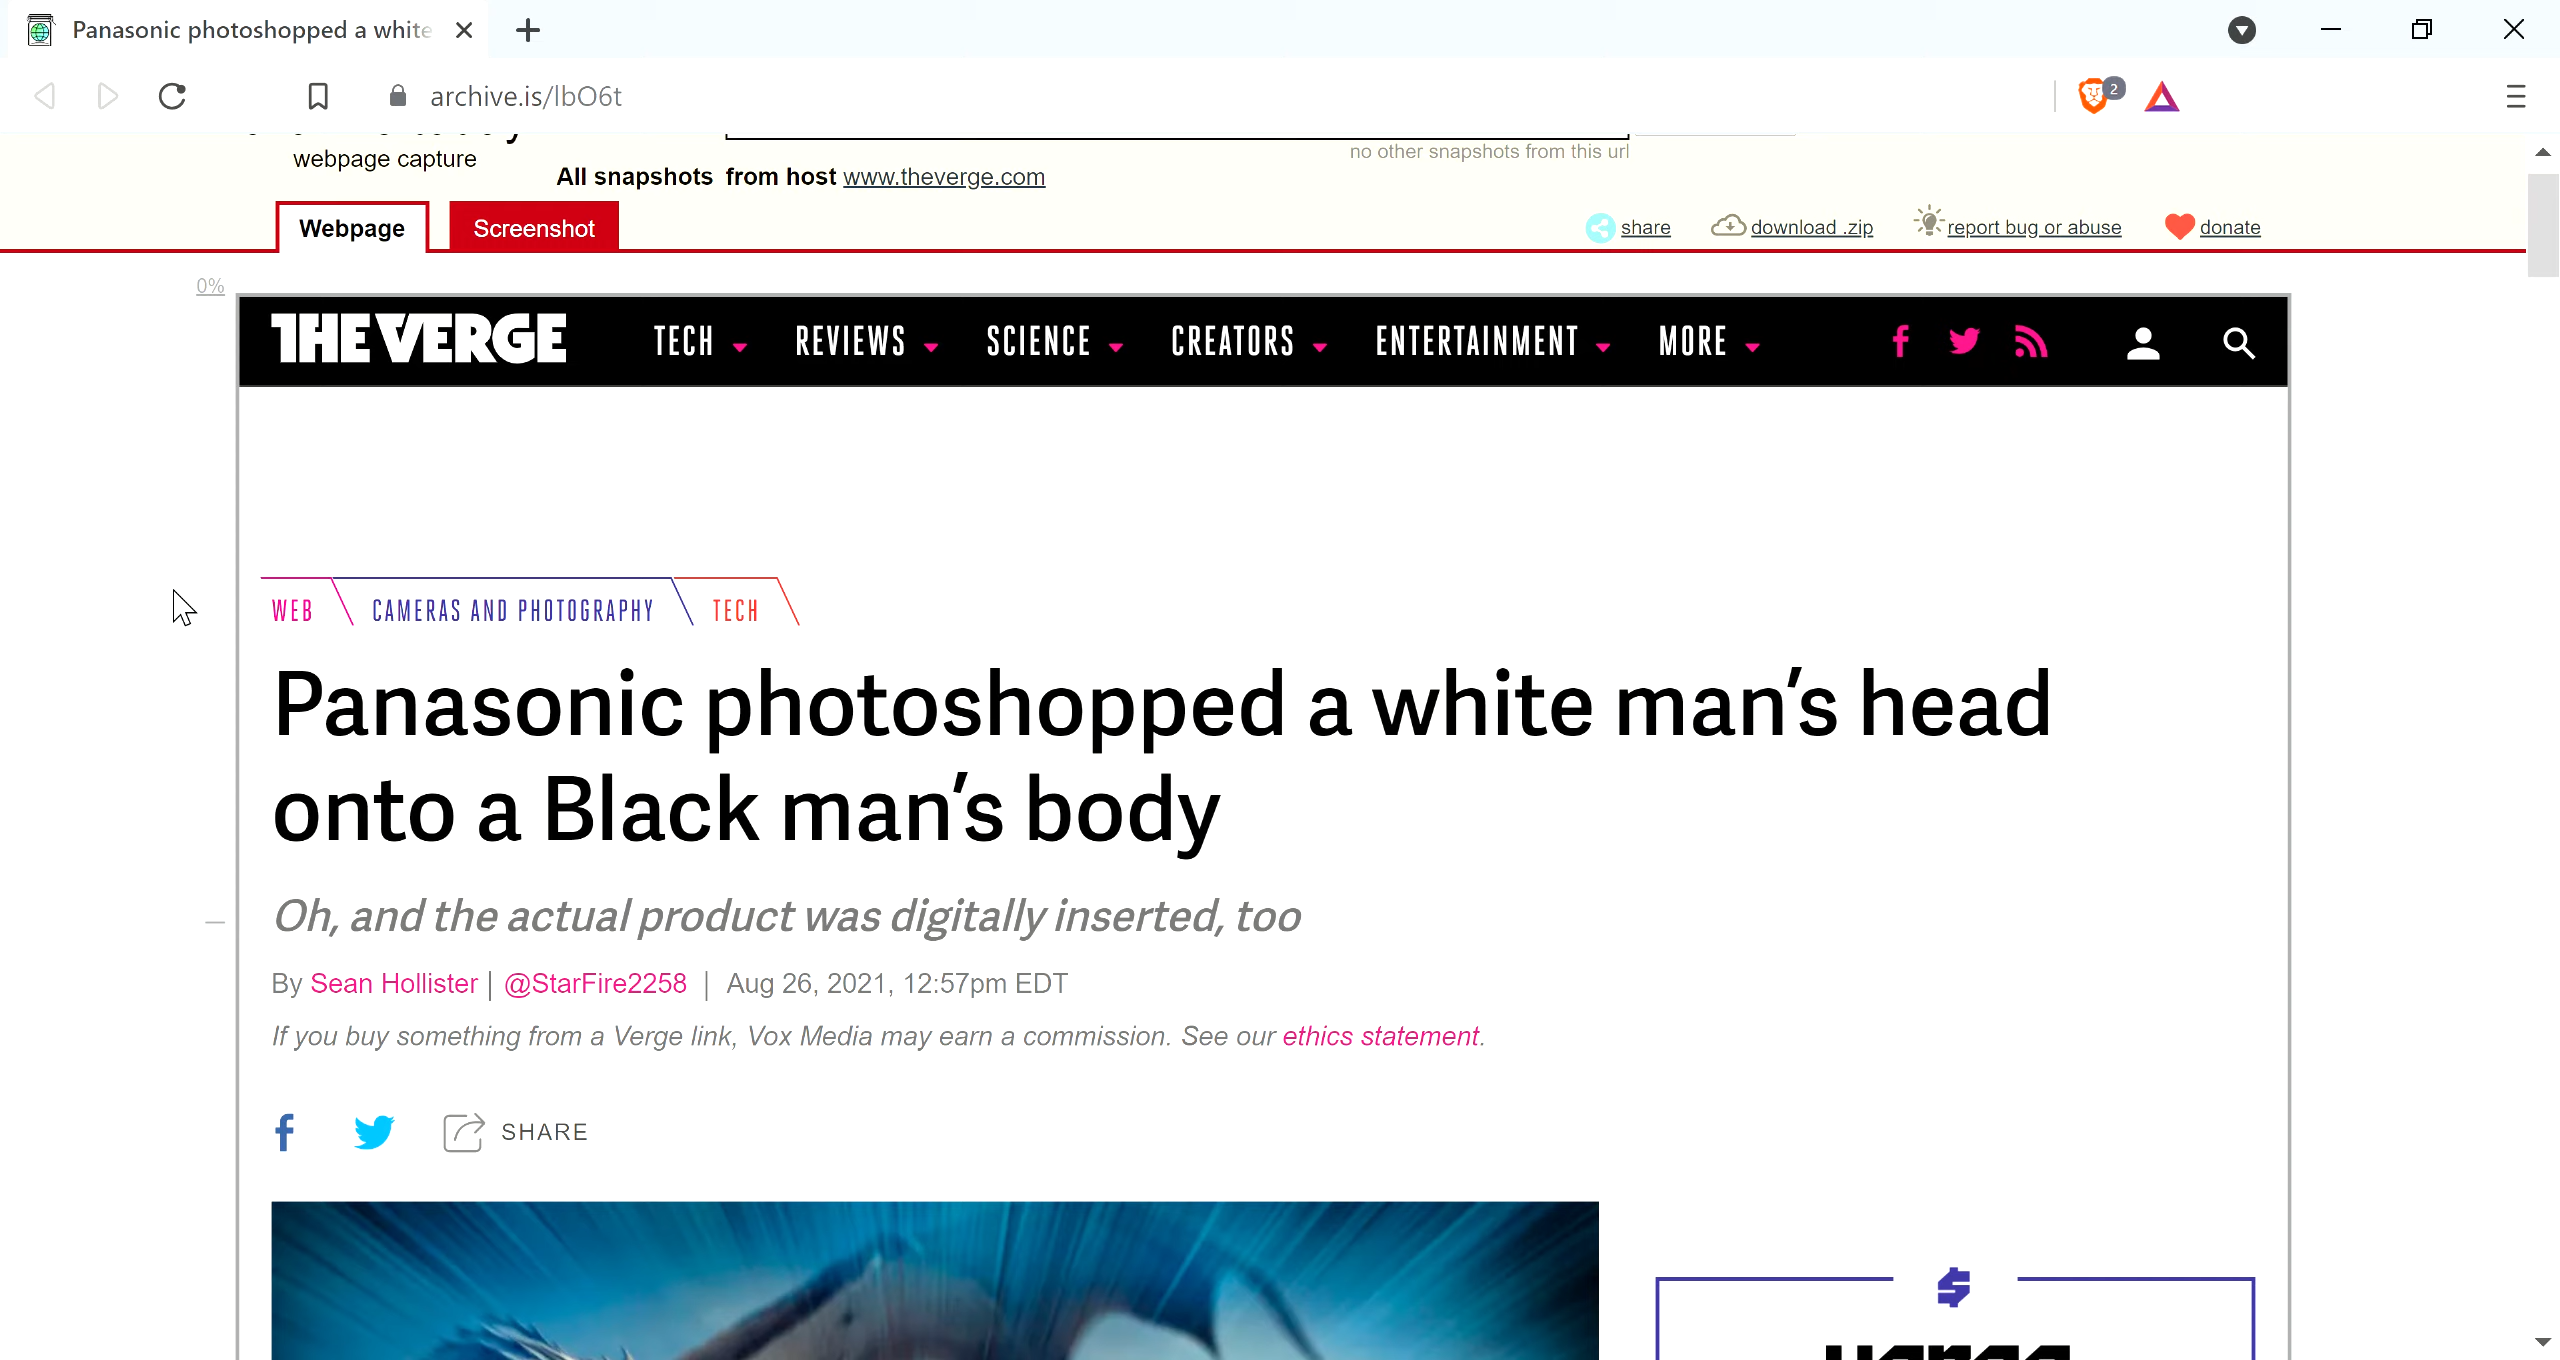 Panasonic photoshopped a white
archive.is/lbO6t
2
webpage capture
no other snapshots from this url
All snapshots from host www.theverge.com
Webpage
Screenshot
share
download .zip
report bug or abuse
donate
0%
THE VERGE
TECH
REVIEWS
SCIENCE
CREATORS
ENTERTAINMENT
MORE
WEB
CAMERAS AND PHOTOGRAPHY
TECH
Panasonic photoshopped a white man’s head
onto a Black man’s body
Oh, and the actual product was digitally inserted, too
By Sean Hollister | @StarFire2258 | Aug 26, 2021, 12:57pm EDT
If you buy something from a Verge link, Vox Media may earn a commission. See our ethics statement.
SHARE